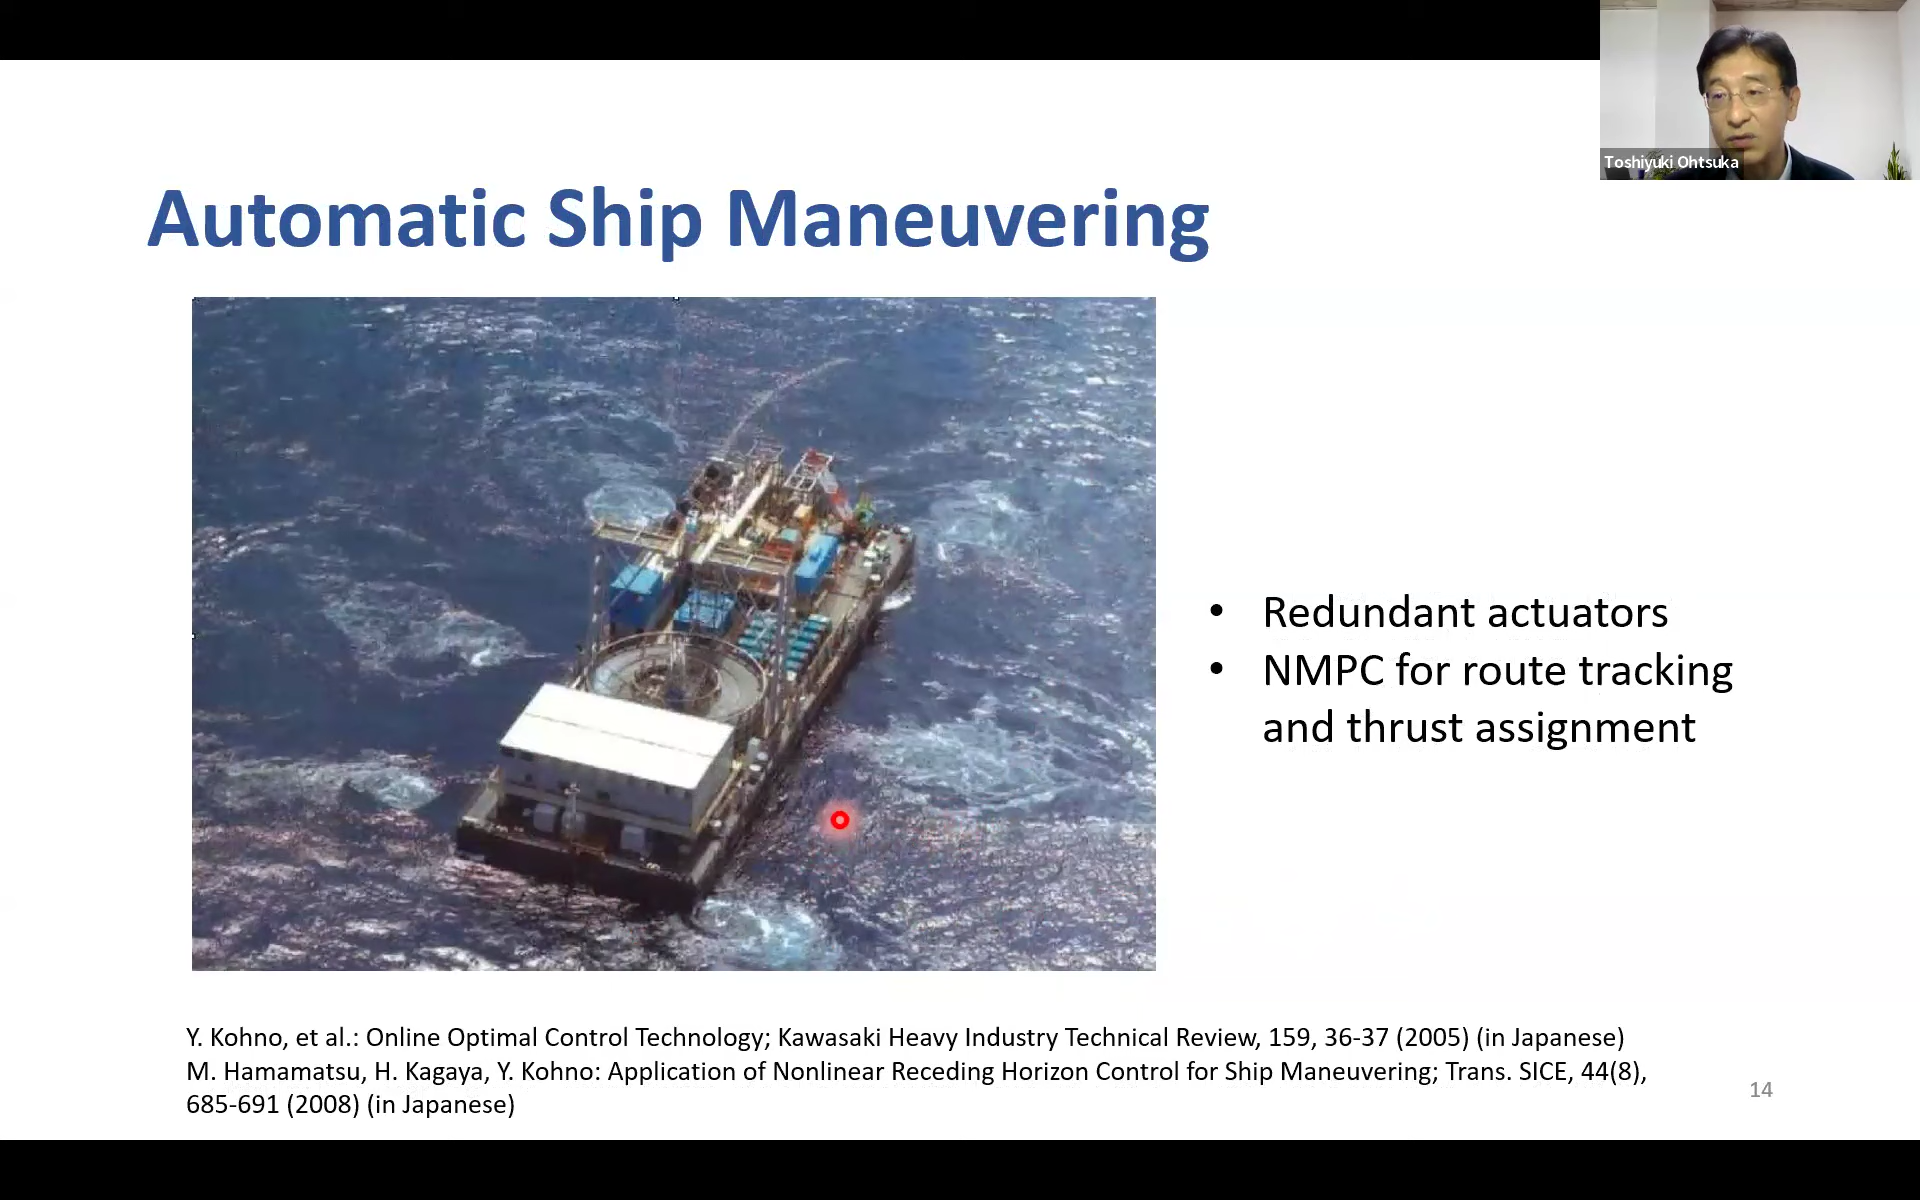 Toshiyuki Ohtsuka
Automatic Ship Maneuvering
• Redundant actuators
• NMPC for route tracking
and thrust assignment
Y. Kohno, et al.: Online Optimal Control Technology; Kawasaki Heavy Industry Technical Review, 159, 36-37 (2005) (in Japanese)
M. Hamamatsu, H. Kagaya, Y. Kohno: Application of Nonlinear Receding Horizon Control for Ship Maneuvering; Trans. SICE, 44(8),
685-691 (2008) (in Japanese)
14